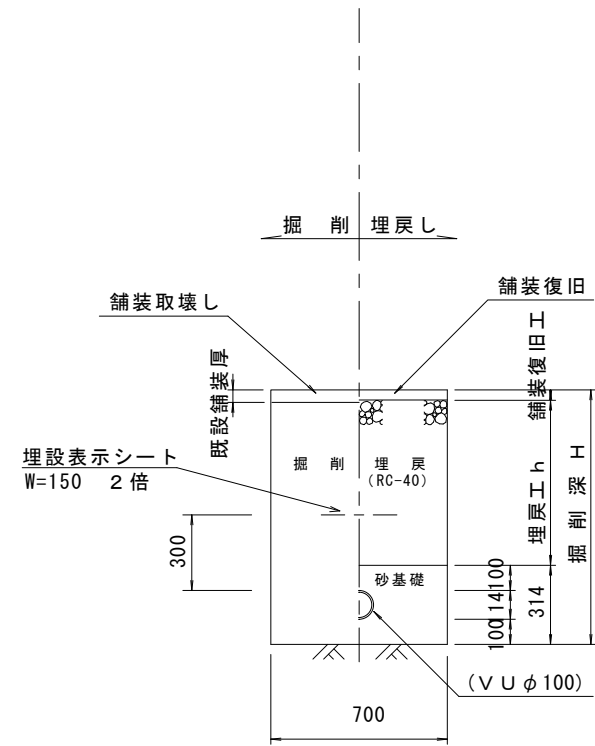 掘 削 埋戻し
舗装取壊し
舗装復旧
既設舗装厚
舗装復旧工
埋設表示シート
W=150 2倍
掘 削 埋 戻
(RC-40)
埋戻工 h
掘削深 H
300
砂基礎
100
114
100
314
(VUφ100)
700